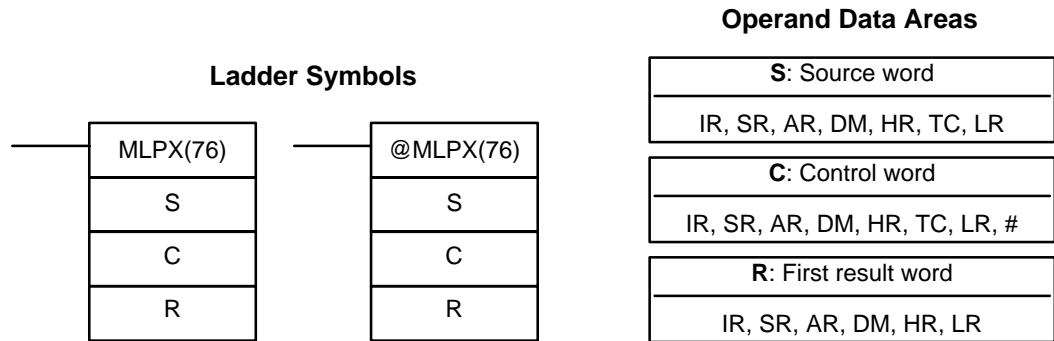 Ladder Symbols
MLPX(76)
S
C
R
@MLPX(76)
S
C
R
Operand Data Areas
S: Source word
IR, SR, AR, DM, HR, TC, LR
C: Control word
IR, SR, AR, DM, HR, TC, LR, #
R: First result word
IR, SR, AR, DM, HR, LR